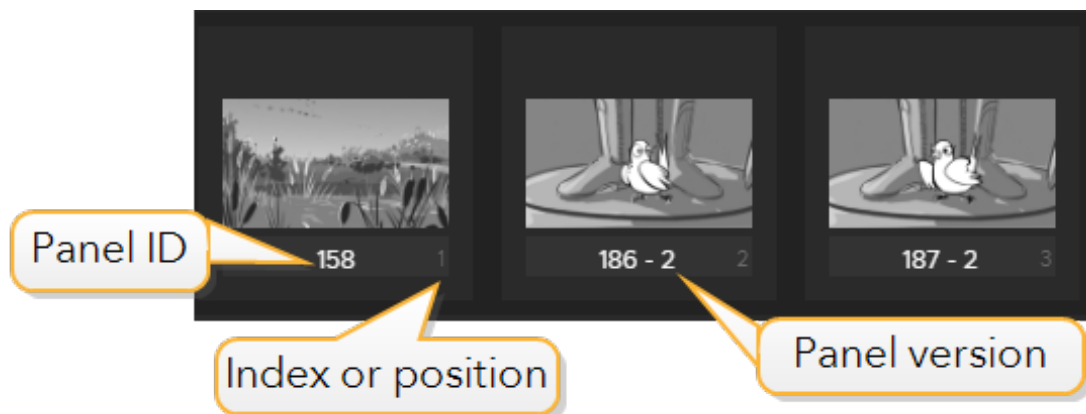 Panel ID
158 1
186 - 2 2
187 - 2 3
Index or position
Panel version